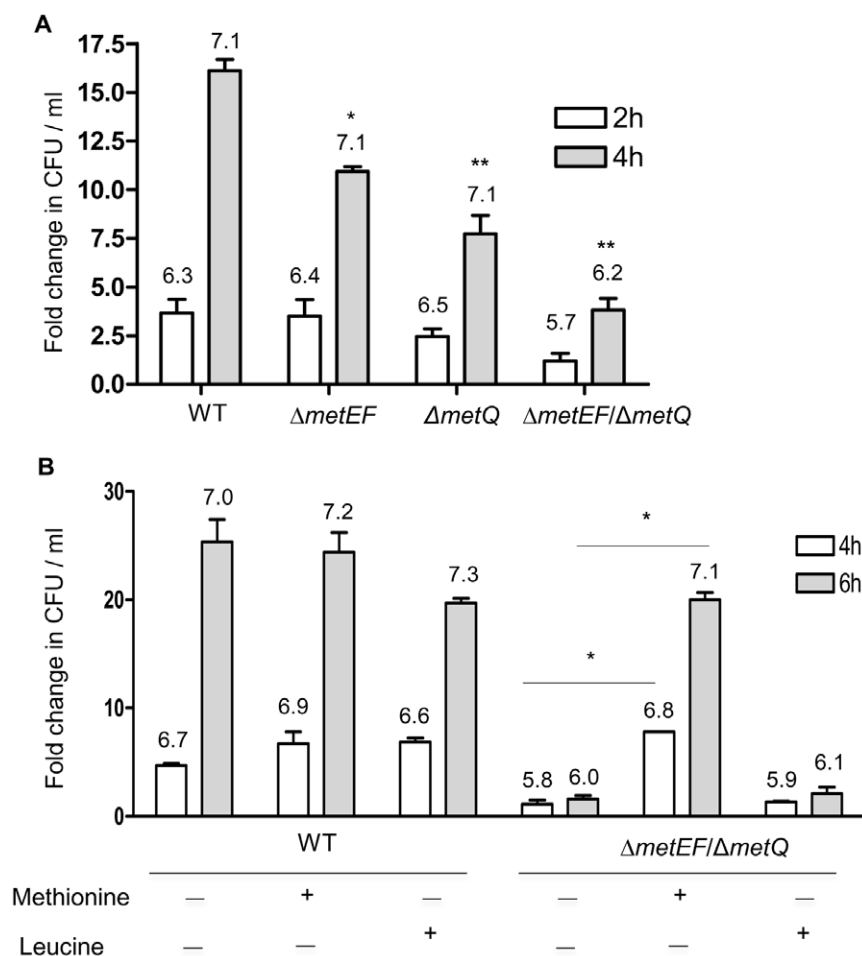 A
Fold change in CFU / ml
17.5
15.0
12.5
10.0
7.5
5.0
2.5
0.0
6.3
7.1
6.4
*
7.1
6.5
**
7.1
5.7
**
6.2
2h
4h
WT
ΔmetEF
ΔmetQ
ΔmetEF/ΔmetQ
B
Fold change in CFU / ml
30
20
10
0
6.7
7.0
6.9
7.2
6.6
7.3
5.8
6.0
*
*
6.8
7.1
5.9
6.1
4h
6h
WT
ΔmetEF/ΔmetQ
Methionine — + — — + —
Leucine — — + — — +